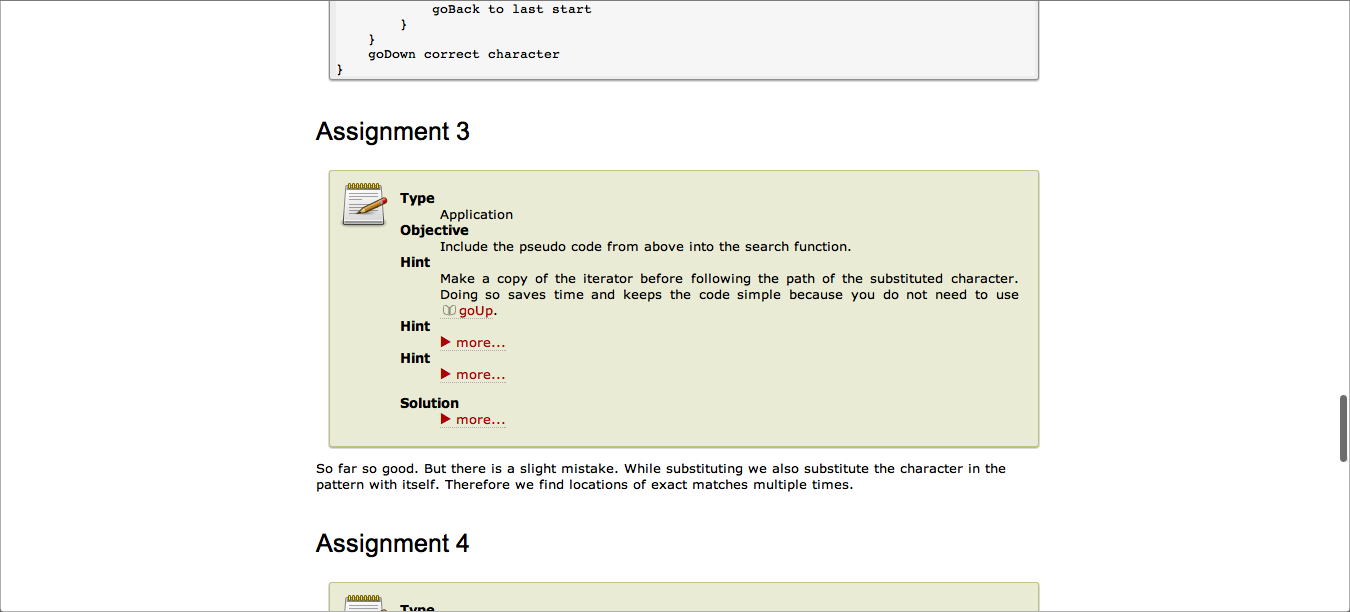 goBack to last start
}
}
goDown correct character
}
Assignment 3
Type
Application
Objective
Include the pseudo code from above into the search function.
Hint
Make a copy of the iterator before following the path of the substituted character.
Doing so saves time and keeps the code simple because you do not need to use
goUp.
Hint
more...
Hint
more...
Solution
more...
So far so good. But there is a slight mistake. While substituting we also substitute the character in the
pattern with itself. Therefore we find locations of exact matches multiple times.
Assignment 4
Type